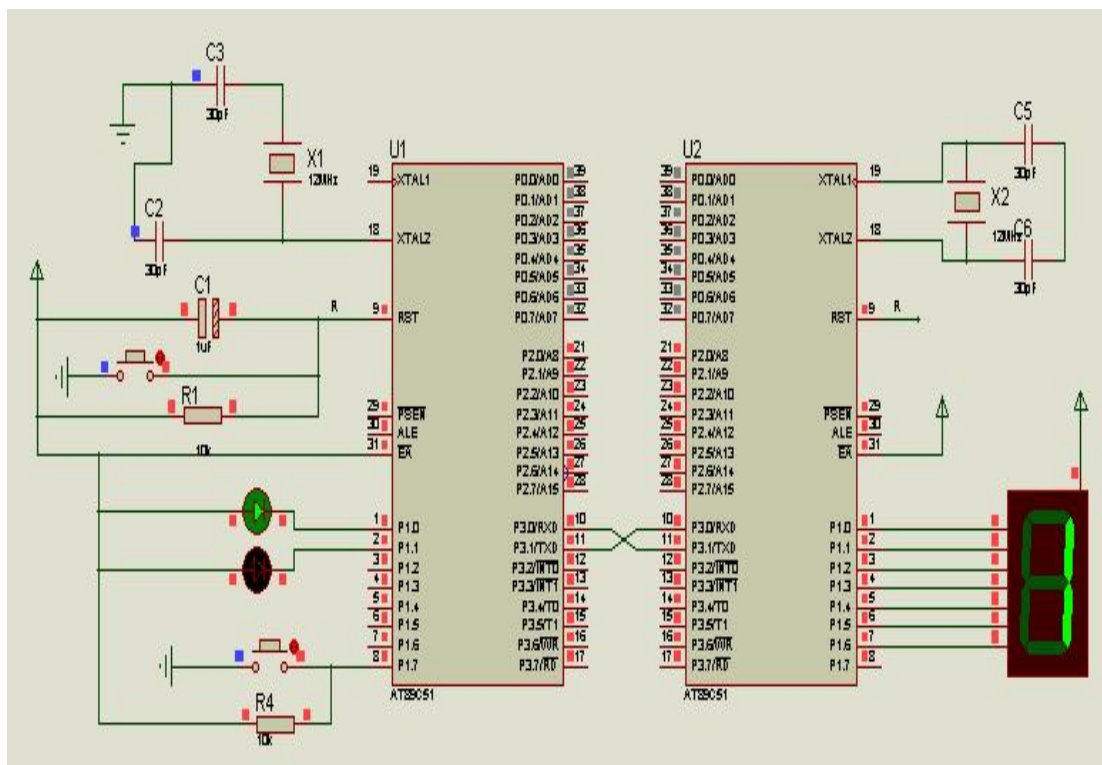 C3
30pF
X1
12MHz
C2
30pF
C1
1uF
R
R1
10k
R4
10k
U1
19 XTAL1
18 XTAL2
9 RST
29 PSEN
30 ALE
31 EA
1 P1.0
2 P1.1
3 P1.2
4 P1.3
5 P1.4
6 P1.5
7 P1.6
8 P1.7
P0.0/AD0 39
P0.1/AD1 38
P0.2/AD2 37
P0.3/AD3 36
P0.4/AD4 35
P0.5/AD5 34
P0.6/AD6 33
P0.7/AD7 32
P2.0/A8 21
P2.1/A9 22
P2.2/A10 23
P2.3/A11 24
P2.4/A12 25
P2.5/A13 26
P2.6/A14 27
P2.7/A15 28
P3.0/RXD 10
P3.1/TXD 11
P3.2/INT0 12
P3.3/INT1 13
P3.4/T0 14
P3.5/T1 15
P3.6/WR 16
P3.7/RD 17
AT89C51
U2
39 P0.0/AD0
38 P0.1/AD1
37 P0.2/AD2
36 P0.3/AD3
35 P0.4/AD4
34 P0.5/AD5
33 P0.6/AD6
32 P0.7/AD7
21 P2.0/A8
22 P2.1/A9
23 P2.2/A10
24 P2.3/A11
25 P2.4/A12
26 P2.5/A13
27 P2.6/A14
28 P2.7/A15
10 P3.0/RXD
11 P3.1/TXD
12 P3.2/INT0
13 P3.3/INT1
14 P3.4/T0
15 P3.5/T1
16 P3.6/WR
17 P3.7/RD
XTAL1 19
XTAL2 18
RST 9
R
PSEN 29
ALE 30
EA 31
P1.0 1
P1.1 2
P1.2 3
P1.3 4
P1.4 5
P1.5 6
P1.6 7
P1.7 8
AT89C51
C5
30pF
X2
12MHz
C6
30pF
1